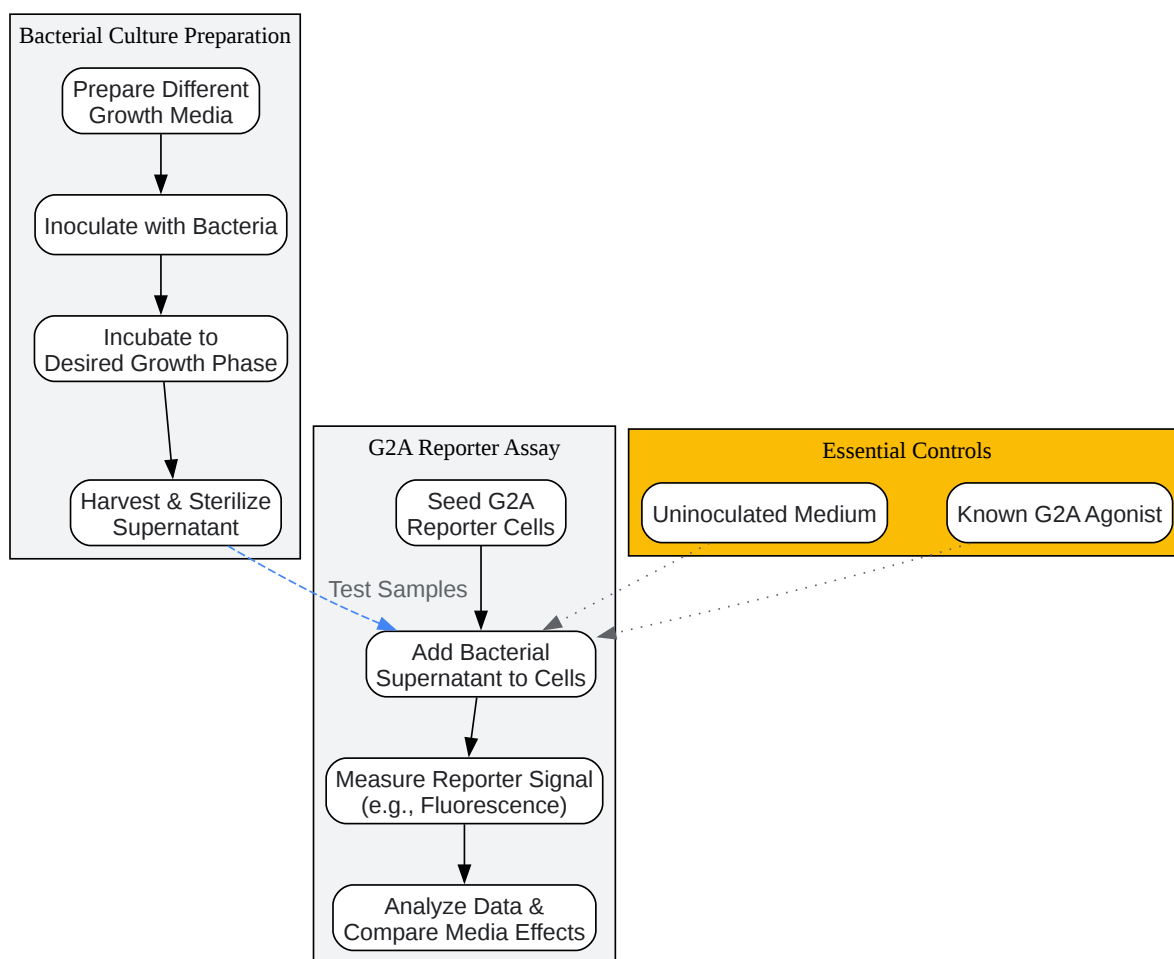 Bacterial Culture Preparation
Prepare Different
Growth Media
Inoculate with Bacteria
Incubate to
Desired Growth Phase
Harvest & Sterilize
Supernatant
G2A Reporter Assay
Seed G2A
Reporter Cells
Test Samples
Add Bacterial
Supernatant to Cells
Measure Reporter Signal
(e.g., Fluorescence)
Analyze Data &
Compare Media Effects
Essential Controls
Uninoculated Medium
Known G2A Agonist